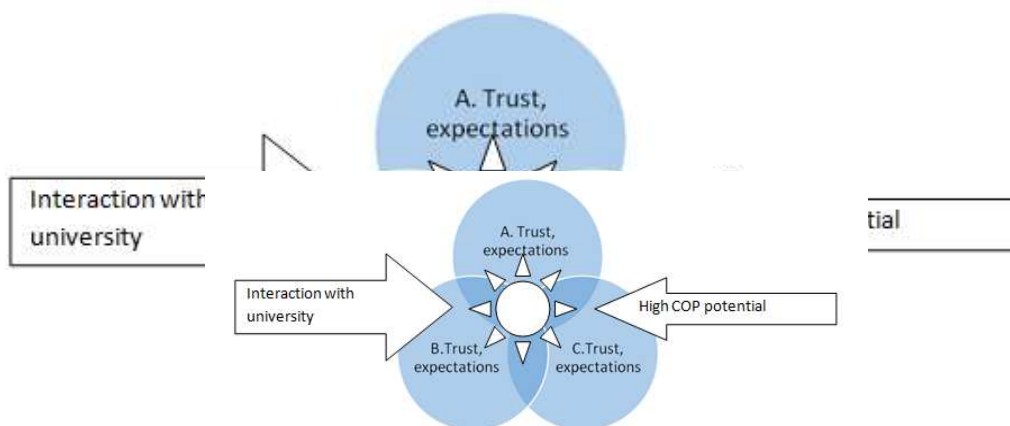 A. Trust,
expectations
Interaction with
university
tial
A. Trust,
expectations
Interaction with
university
High COP potential
B.Trust,
expectations
C.Trust,
expectations